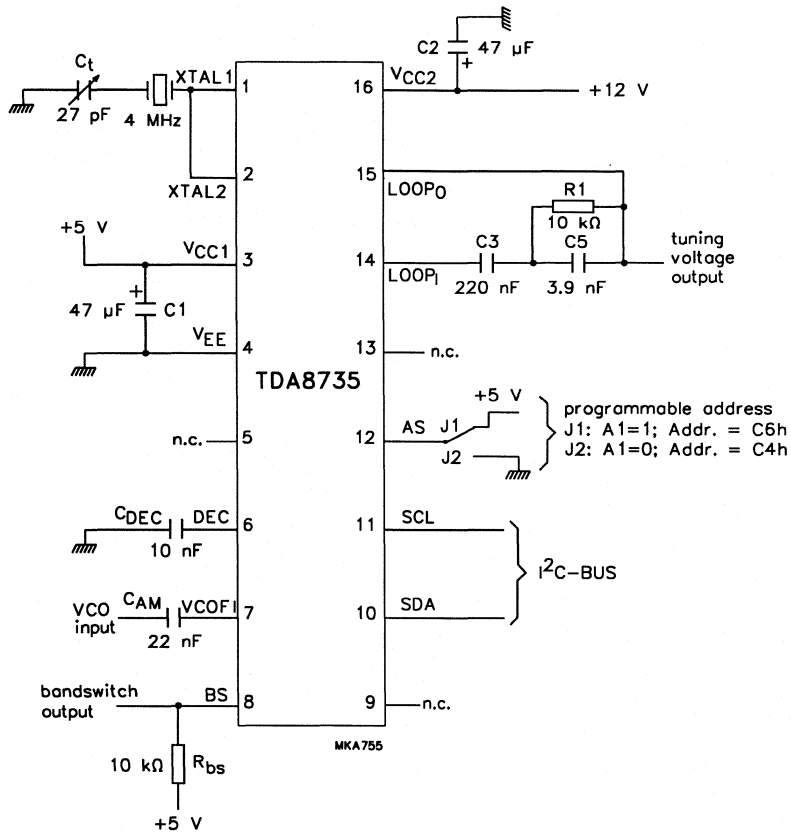 C2 47 µF
+
Ct
XTAL1
27 pF
4 MHz
1
16
VCC2
+12 V
2
XTAL2
15
LOOPO
R1
10 kΩ
+5 V
VCC1
3
14
LOOPI
C3
220 nF
C5
3.9 nF
tuning
voltage
output
+
47 µF
C1
VEE
4
13
n.c.
TDA8735
n.c.
5
12
AS
J1
J2
+5 V
programmable address
J1: A1=1; Addr. = C6h
J2: A1=0; Addr. = C4h
CDEC
DEC
10 nF
6
11
SCL
I²C-BUS
VCO
input
CAM
VCOFI
22 nF
7
10
SDA
bandswitch
output
BS
8
9
n.c.
MKA755
10 kΩ
Rbs
+5 V